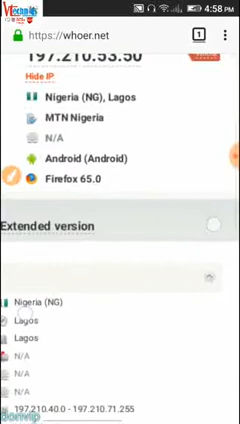 4:58 PM
https://whoer.net
1
197.210.53.50
Hide IP
Nigeria (NG), Lagos
MTN Nigeria
N/A
Android (Android)
Firefox 65.0
Extended version
Nigeria (NG)
Lagos
Lagos
N/A
N/A
N/A
197.210.40.0 - 197.210.71.255